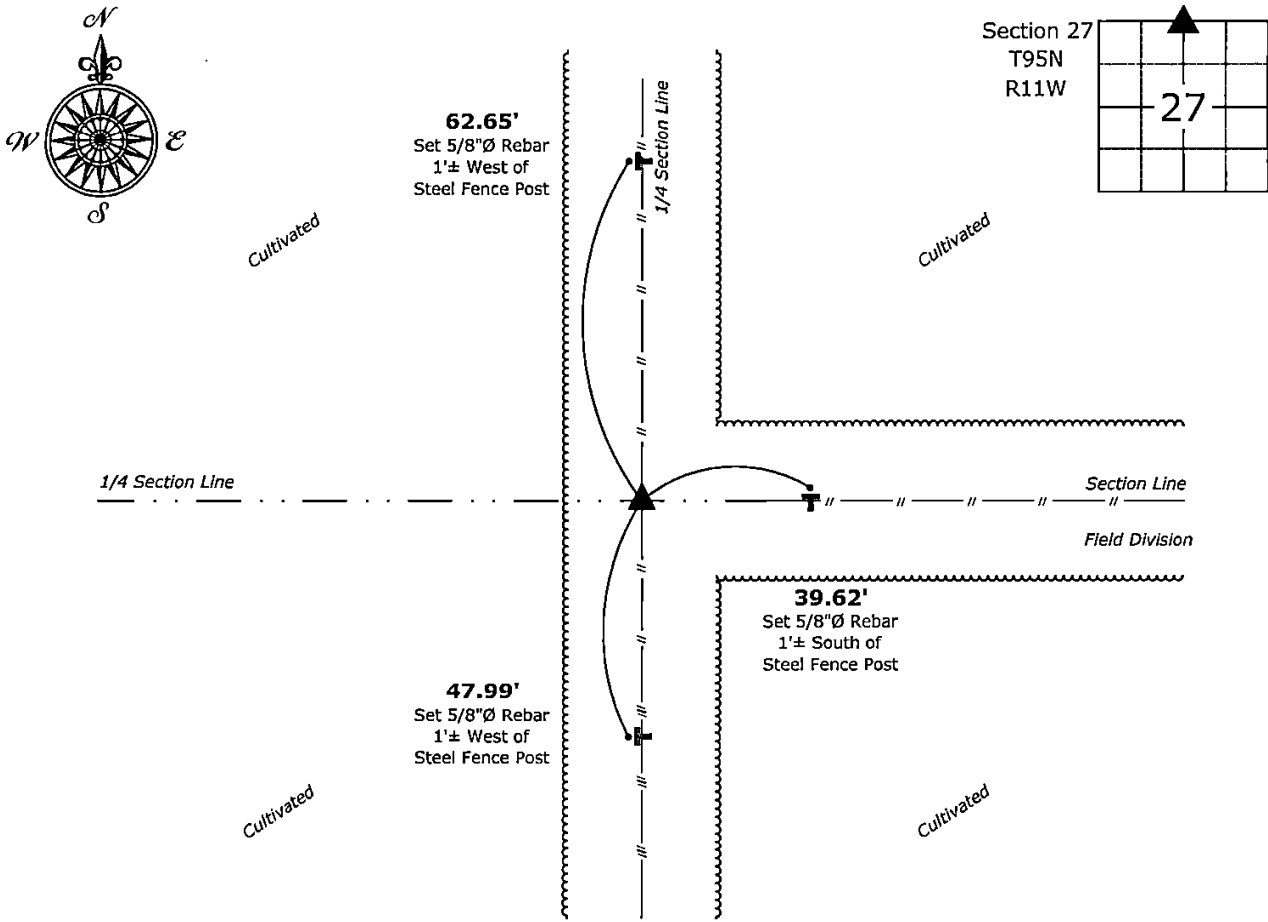 N
W
E
S
Section 27
T95N
R11W
27
62.65'
Set 5/8"Ø Rebar
1'± West of
Steel Fence Post
1/4 Section Line
Cultivated
Cultivated
1/4 Section Line
Section Line
Field Division
39.62'
Set 5/8"Ø Rebar
1'± South of
Steel Fence Post
47.99'
Set 5/8"Ø Rebar
1'± West of
Steel Fence Post
Cultivated
Cultivated